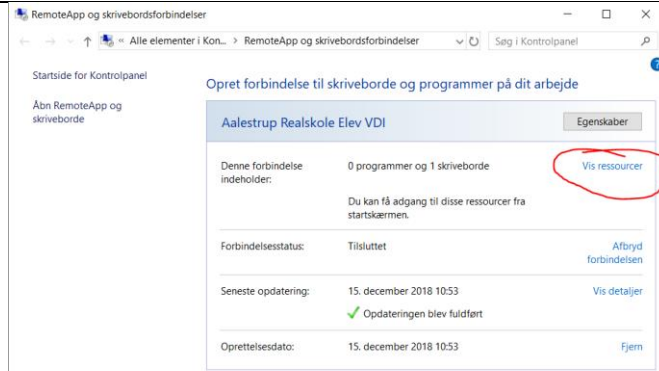 RemoteApp og skrivebordsforbindelser
« Alle elementer i Kon... > RemoteApp og skrivebordsforbindelser
Søg i Kontrolpanel
?
Startside for Kontrolpanel
Åbn RemoteApp og
skriveborde
Opret forbindelse til skriveborde og programmer på dit arbejde
Aalestrup Realskole Elev VDI
Egenskaber
Denne forbindelse
indeholder:
0 programmer og 1 skriveborde
Vis ressourcer
Du kan få adgang til disse ressourcer fra
startskærmen.
Forbindelsesstatus:
Tilsluttet
Afbryd
forbindelsen
Seneste opdatering:
15. december 2018 10:53
Vis detaljer
Opdateringen blev fuldført
Oprettelsesdato:
15. december 2018 10:53
Fjern